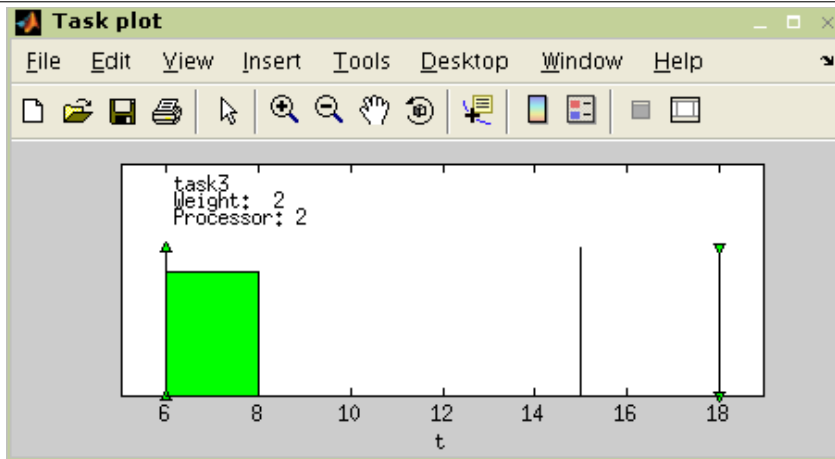 Task plot
File Edit View Insert Tools Desktop Window Help
task3
Weight: 2
Processor: 2
6 8 10 12 14 16 18
t